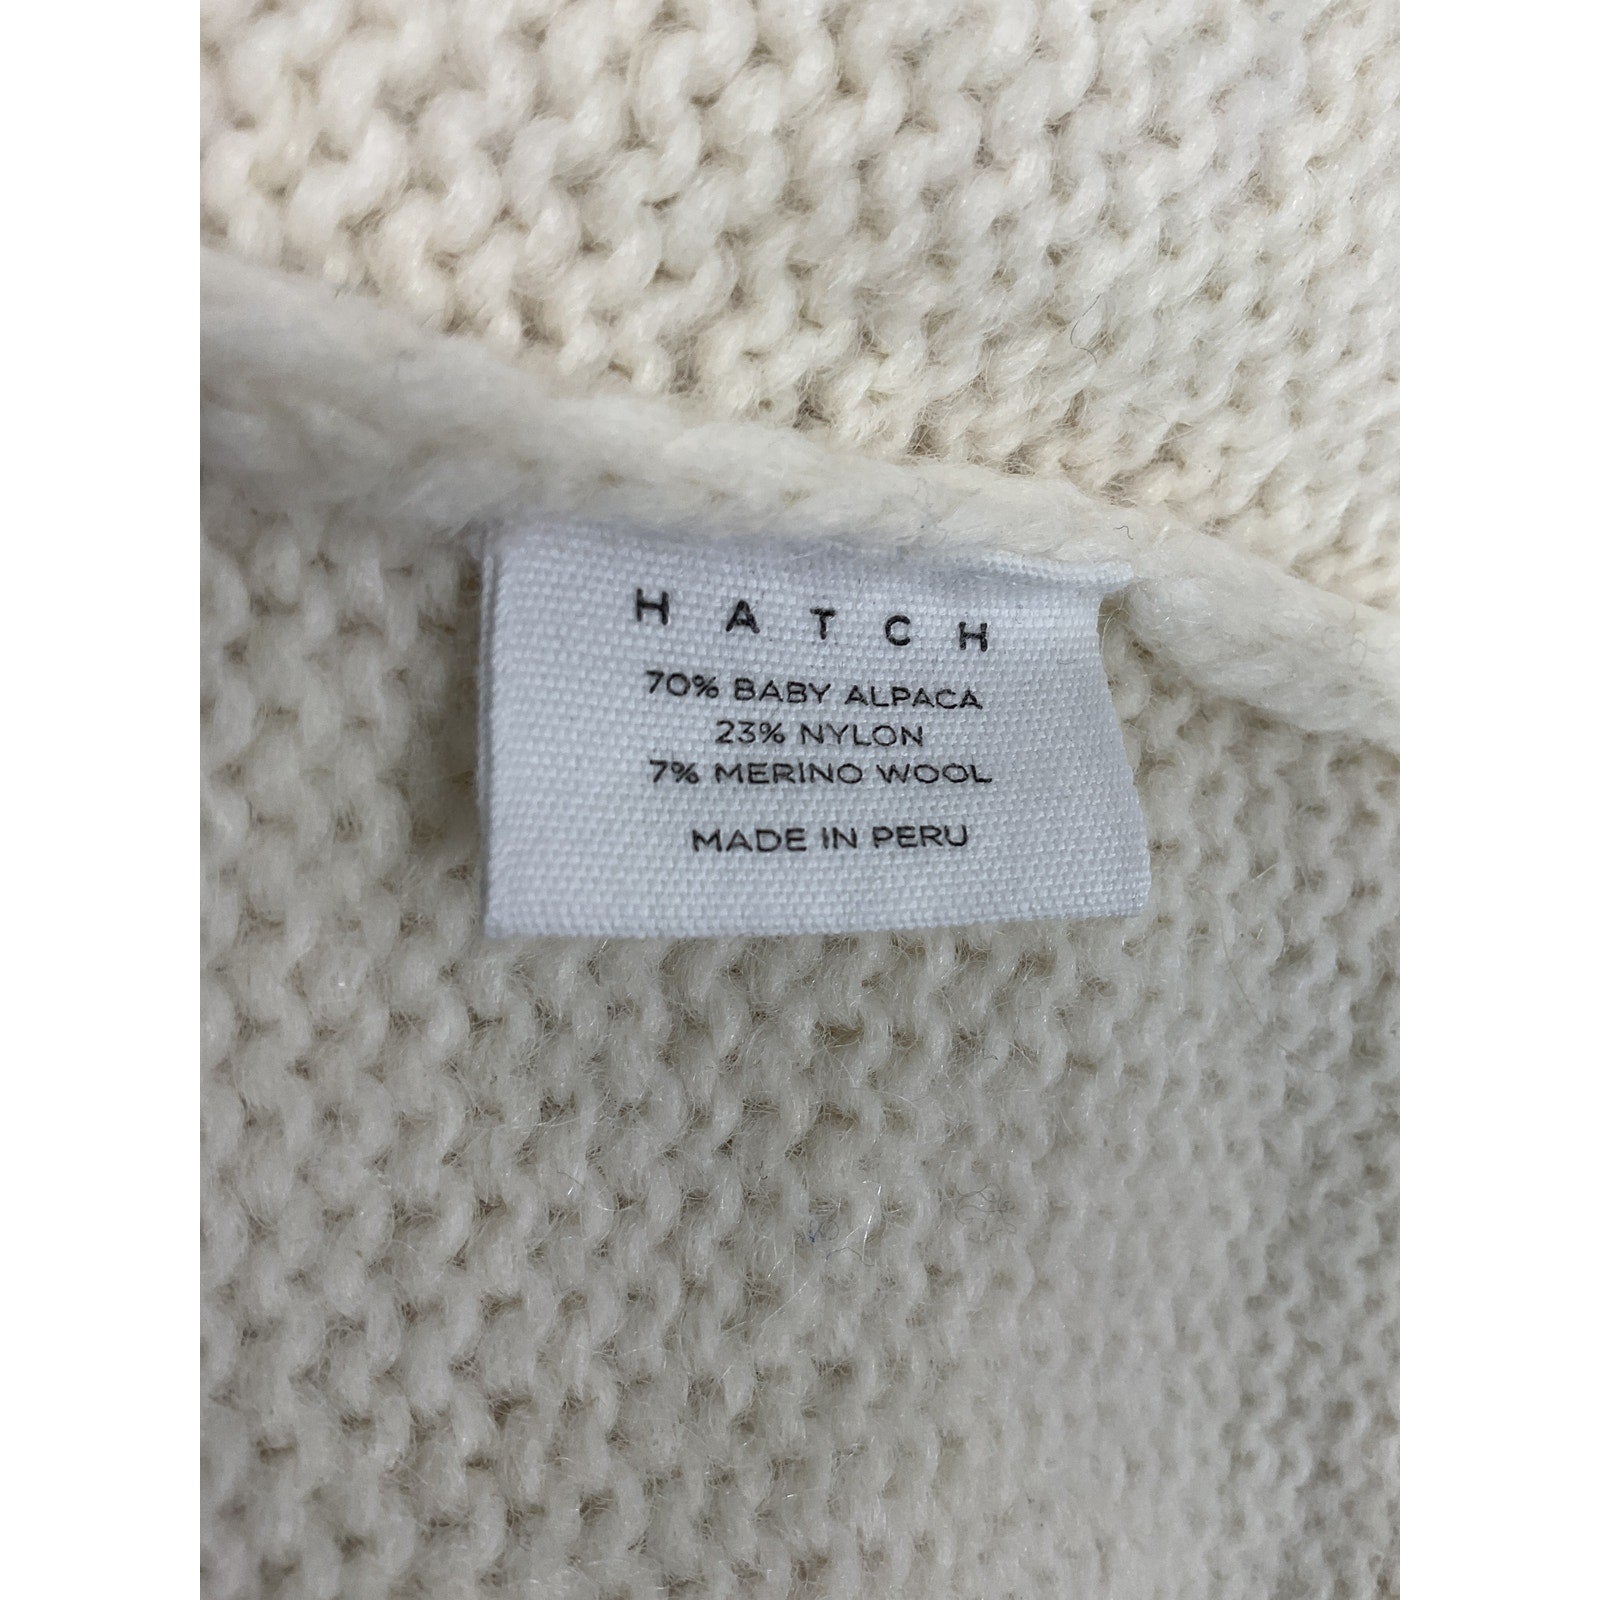 HATCH
70% BABY ALPACA
23% NYLON
7% MERINO WOOL
MADE IN PERU